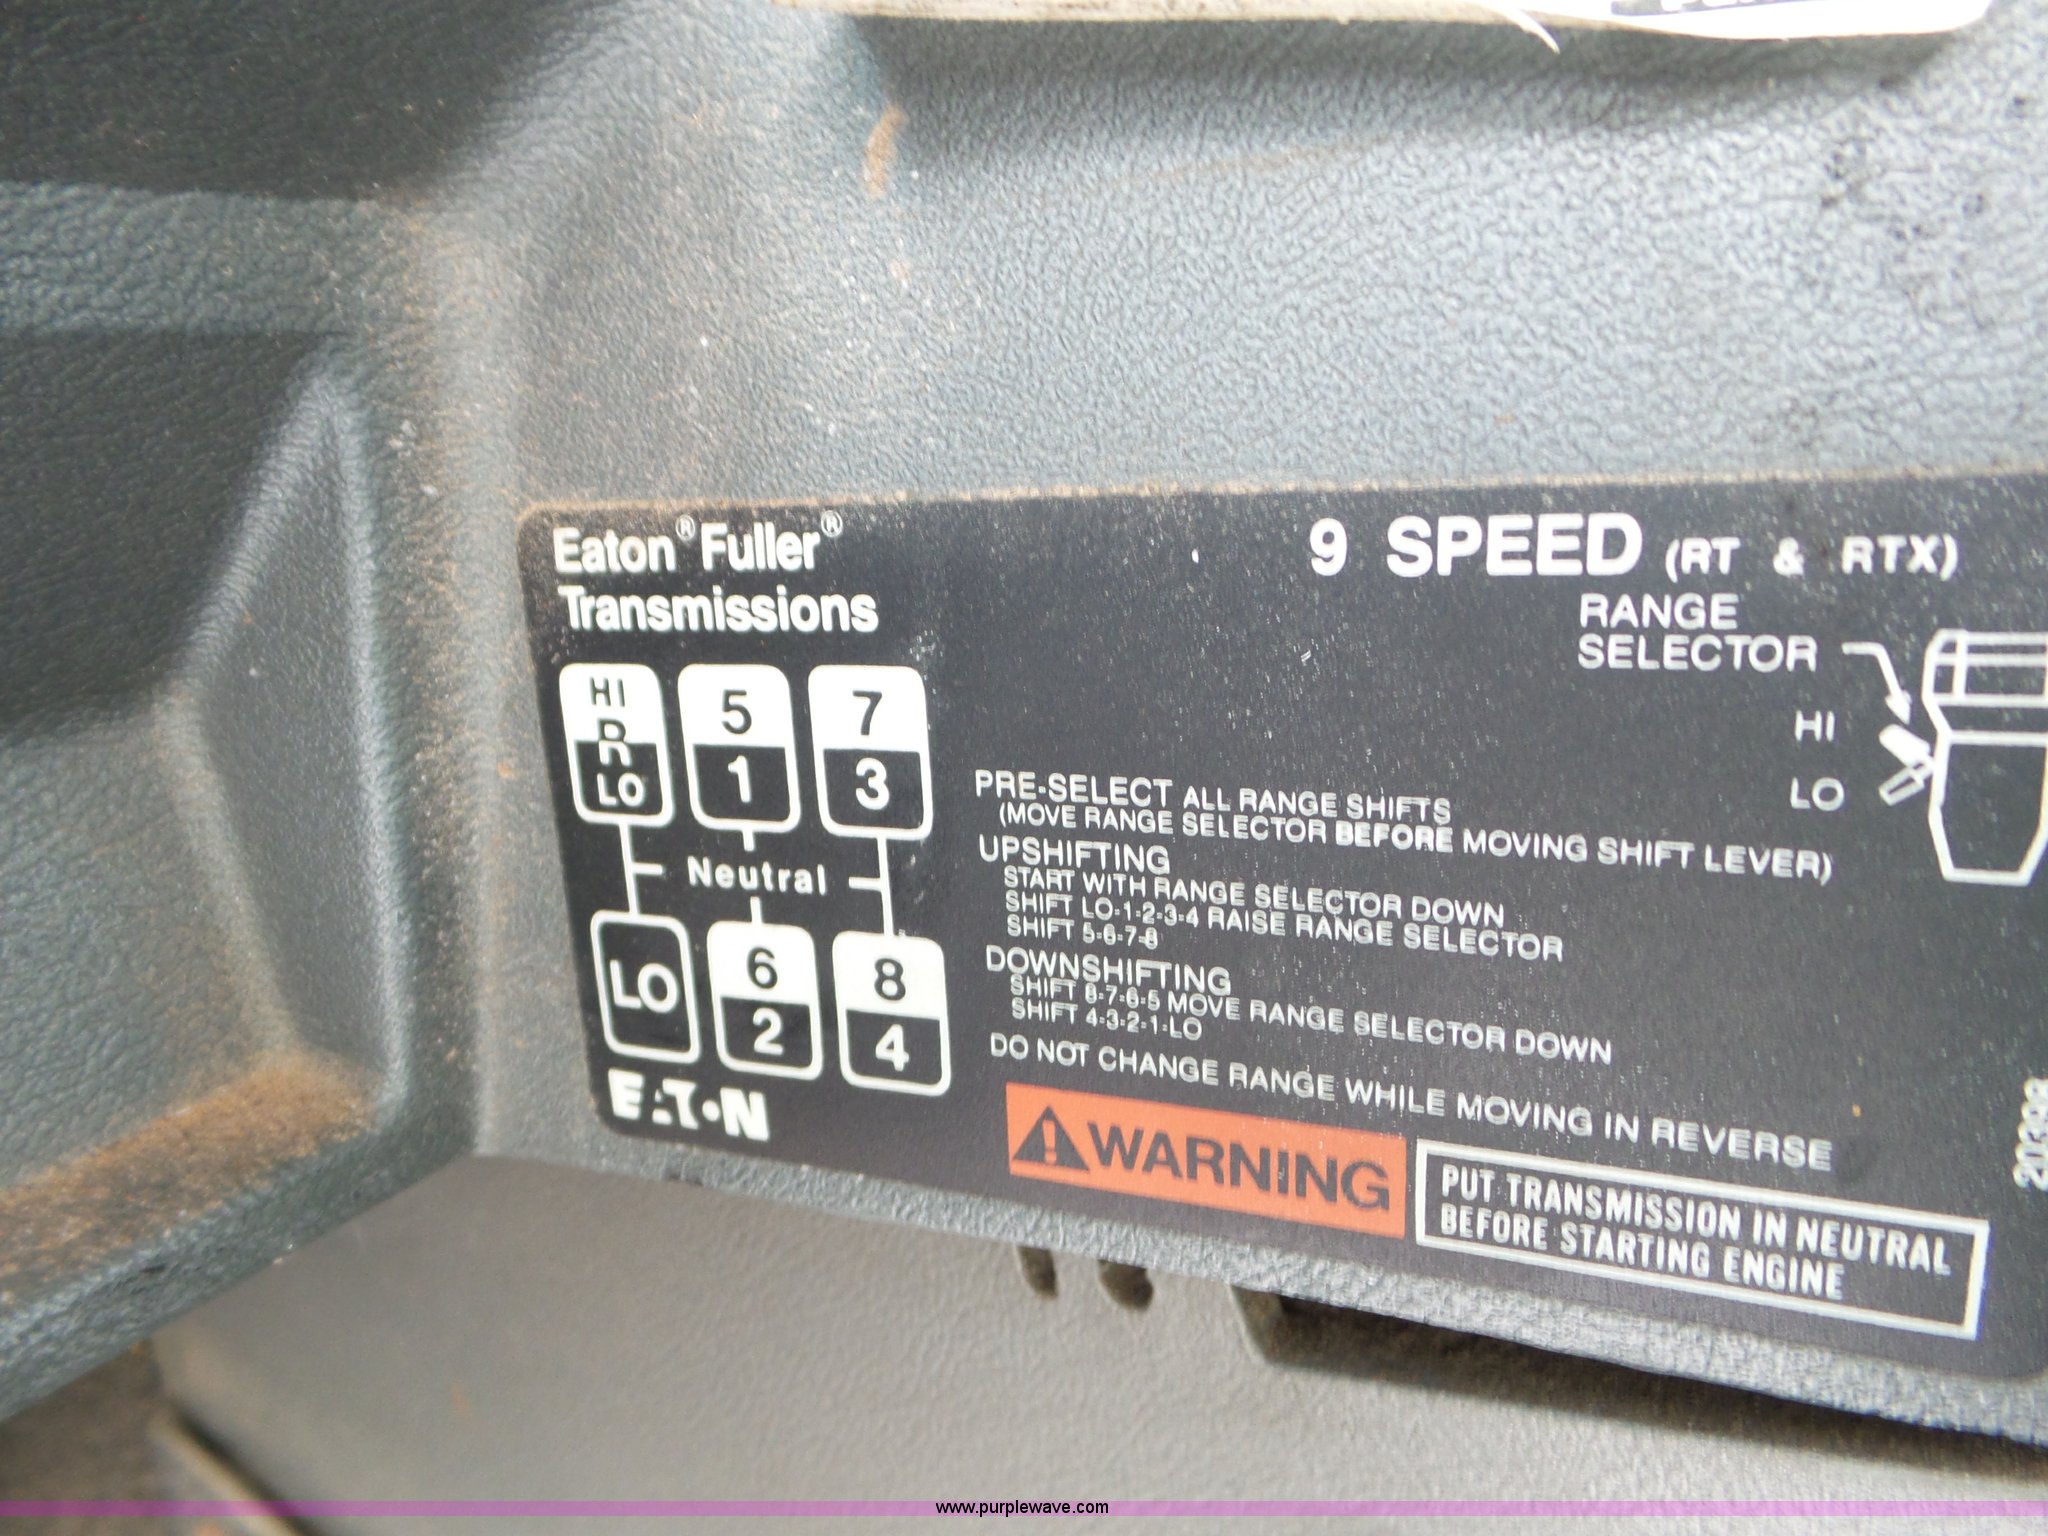 Eaton® Fuller®
Transmissions
9 SPEED (RT & RTX)
RANGE
SELECTOR
HI
LO
HI
R
LO
5
1
7
3
Neutral
LO
6
2
8
4
EATON
PRE-SELECT ALL RANGE SHIFTS
(MOVE RANGE SELECTOR BEFORE MOVING SHIFT LEVER)
UPSHIFTING
START WITH RANGE SELECTOR DOWN
SHIFT LO-1-2-3-4 RAISE RANGE SELECTOR
SHIFT 5-6-7-8
DOWNSHIFTING
SHIFT 8-7-6-5 MOVE RANGE SELECTOR DOWN
SHIFT 4-3-2-1-LO
DO NOT CHANGE RANGE WHILE MOVING IN REVERSE
WARNING
PUT TRANSMISSION IN NEUTRAL
BEFORE STARTING ENGINE
www.purplewave.com